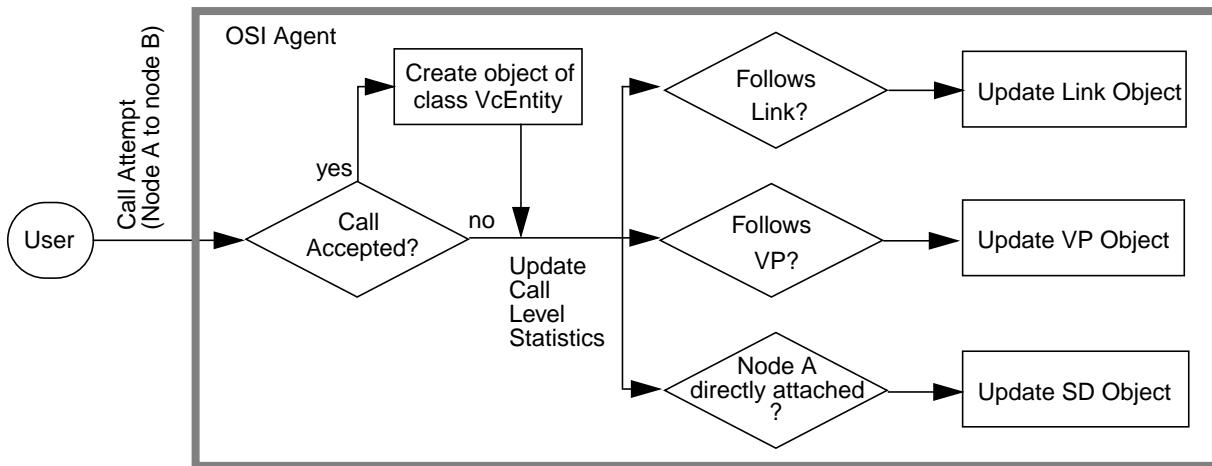 OSI Agent
Call Attempt
(Node A to node B)
User
Call
Accepted?
yes
no
Create object of
class VcEntity
Update
Call
Level
Statistics
Follows
Link?
Update Link Object
Follows
VP?
Update VP Object
Node A
directly attached
?
Update SD Object